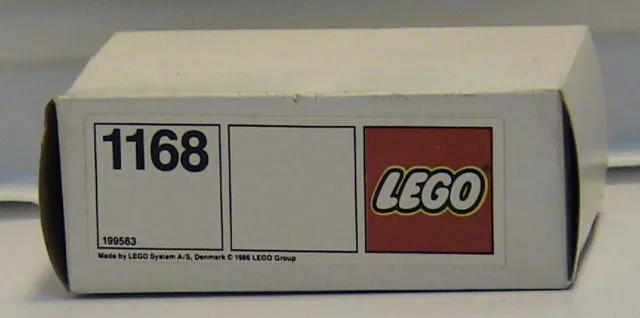 1168
199563
LEGO
Made by LEGO System A/S, Denmark © 1986 LEGO Group